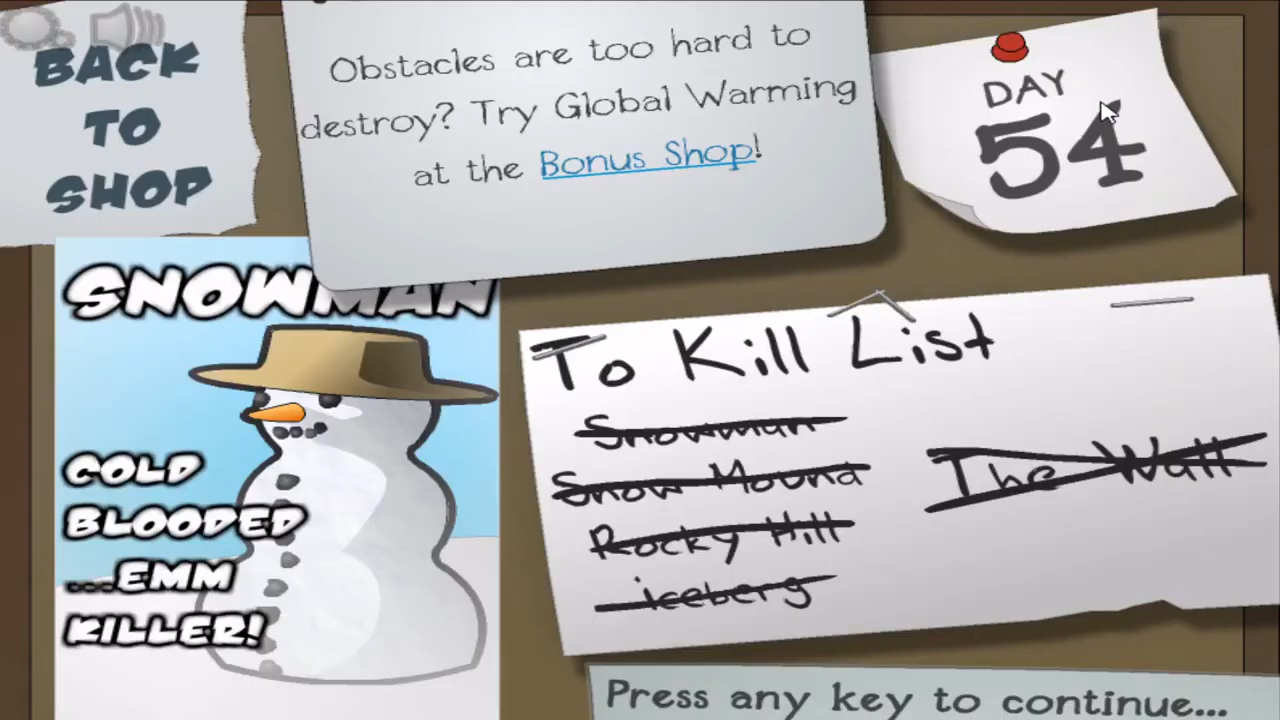 BACK
TO
SHOP
Obstacles are too hard to
destroy? Try Global Warming
at the Bonus Shop!
DAY
54
SNOWMAN
COLD
BLOODED
...EMM
KILLER!
To Kill List
Snowman
Snow Mound
Rocky Hill
iceberg
The Wall
Press any key to continue...